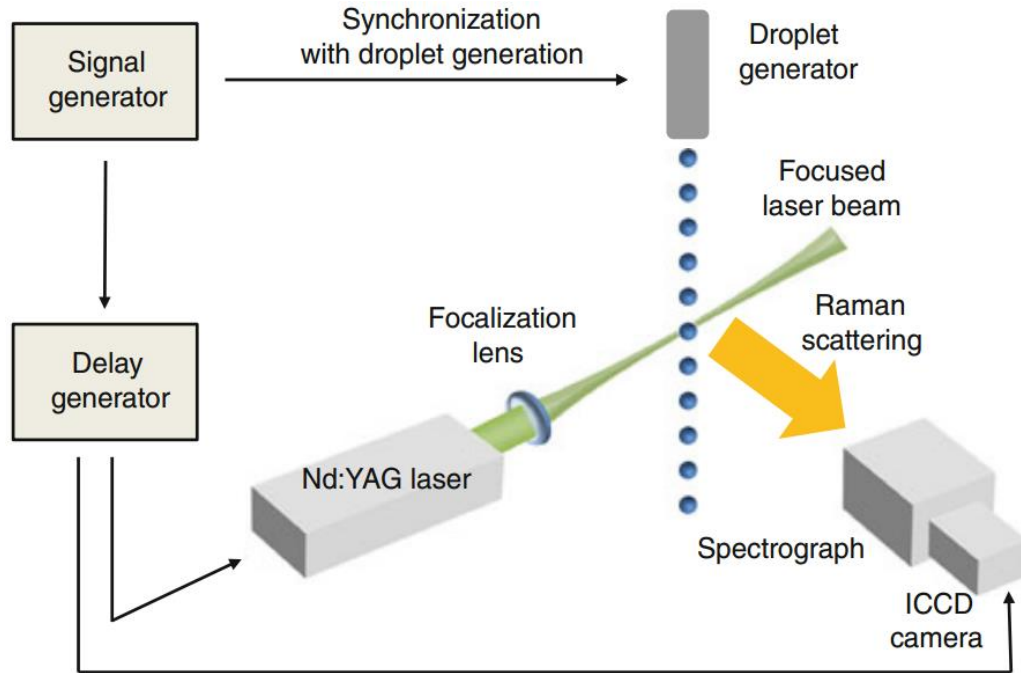 Signal
generator
Synchronization
with droplet generation
Droplet
generator
Focused
laser beam
Raman
scattering
Focalization
lens
Delay
generator
Nd:YAG laser
Spectrograph
ICCD
camera